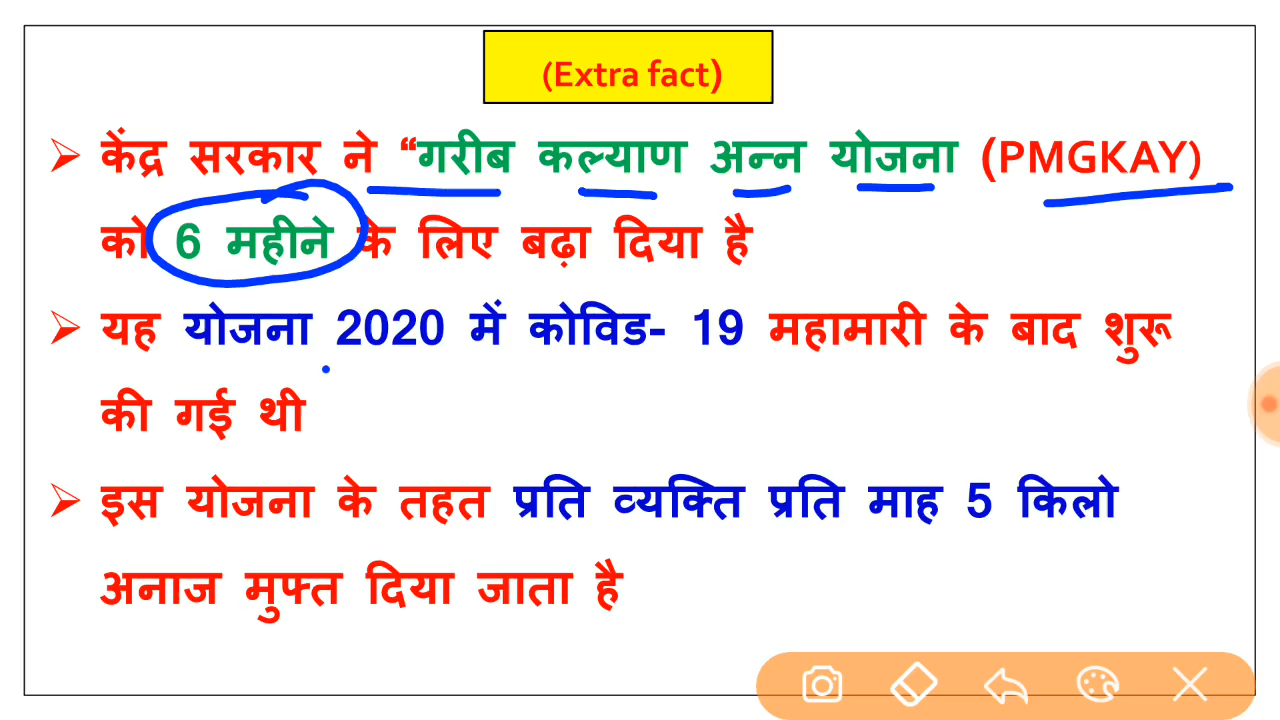 (Extra fact)
➢ केंद्र सरकार ने “गरीब कल्याण अन्न योजना (PMGKAY)
को 6 महीने के लिए बढ़ा दिया है
➢ यह योजना 2020 में कोविड- 19 महामारी के बाद शुरू
की गई थी
➢ इस योजना के तहत प्रति व्यक्ति प्रति माह 5 किलो
अनाज मुफ्त दिया जाता है